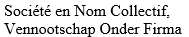 Société en Nom Collectif,
Vennootschap Onder Firma